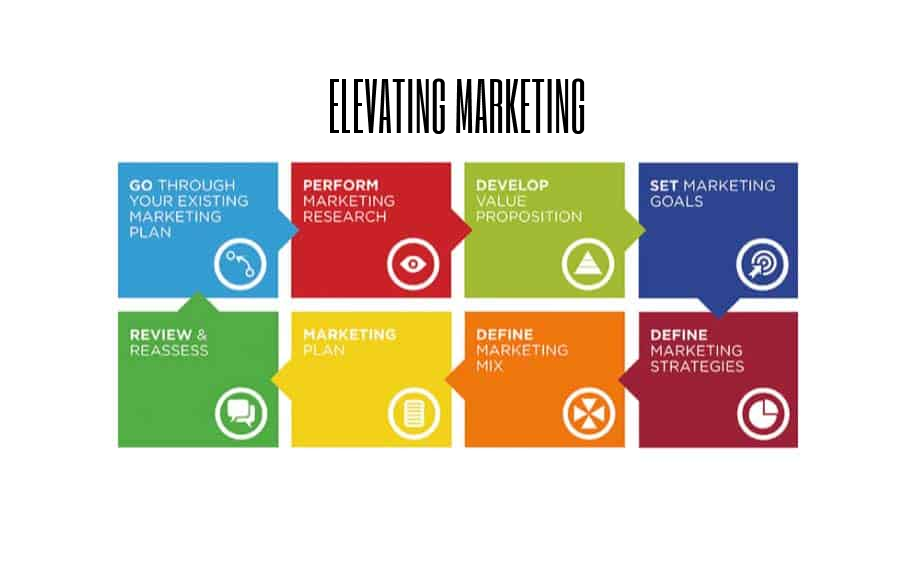 ELEVATING MARKETING
GO THROUGH
YOUR EXISTING
MARKETING
PLAN
PERFORM
MARKETING
RESEARCH
DEVELOP
VALUE
PROPOSITION
SET MARKETING
GOALS
REVIEW &
REASSESS
MARKETING
PLAN
DEFINE
MARKETING
MIX
DEFINE
MARKETING
STRATEGIES